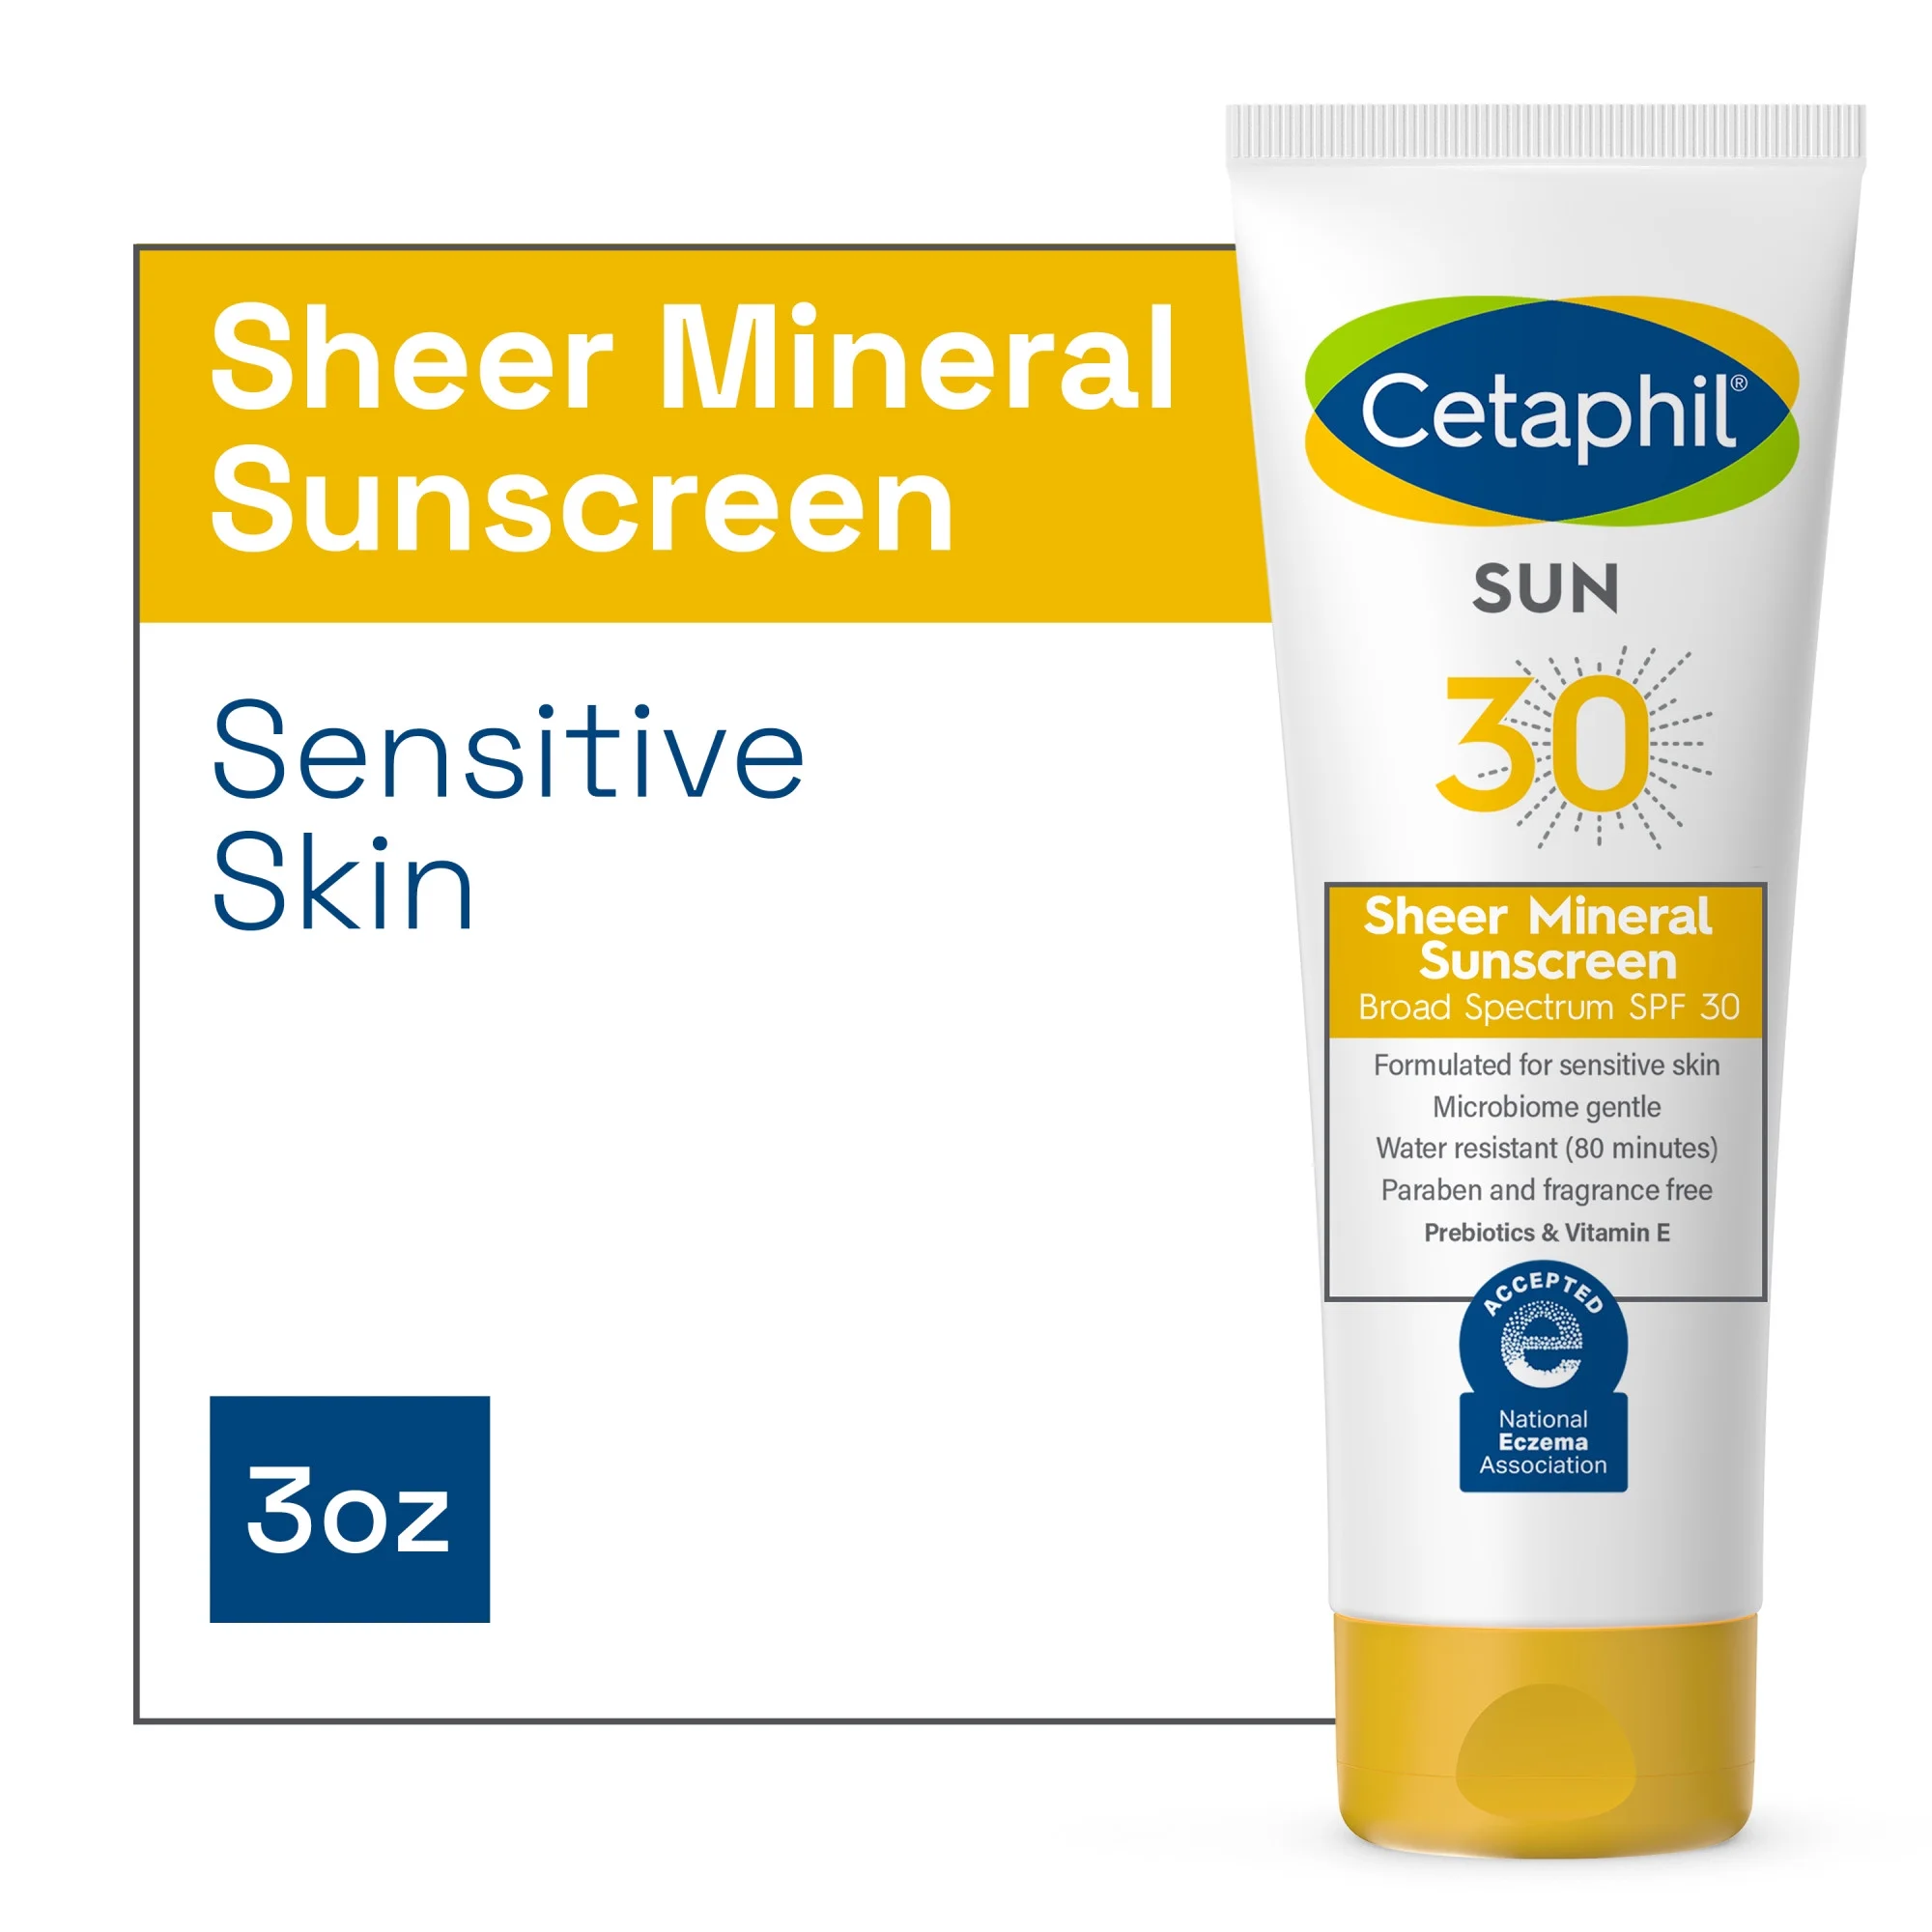 Sheer Mineral
Sunscreen
Sensitive
Skin
3oz
Cetaphil®
SUN
30
Sheer Mineral
Sunscreen
Broad Spectrum SPF 30
Formulated for sensitive skin
Microbiome gentle
Water resistant (80 minutes)
Paraben and fragrance free
Prebiotics & Vitamin E
ACCEPTED
e
National
Eczema
Association